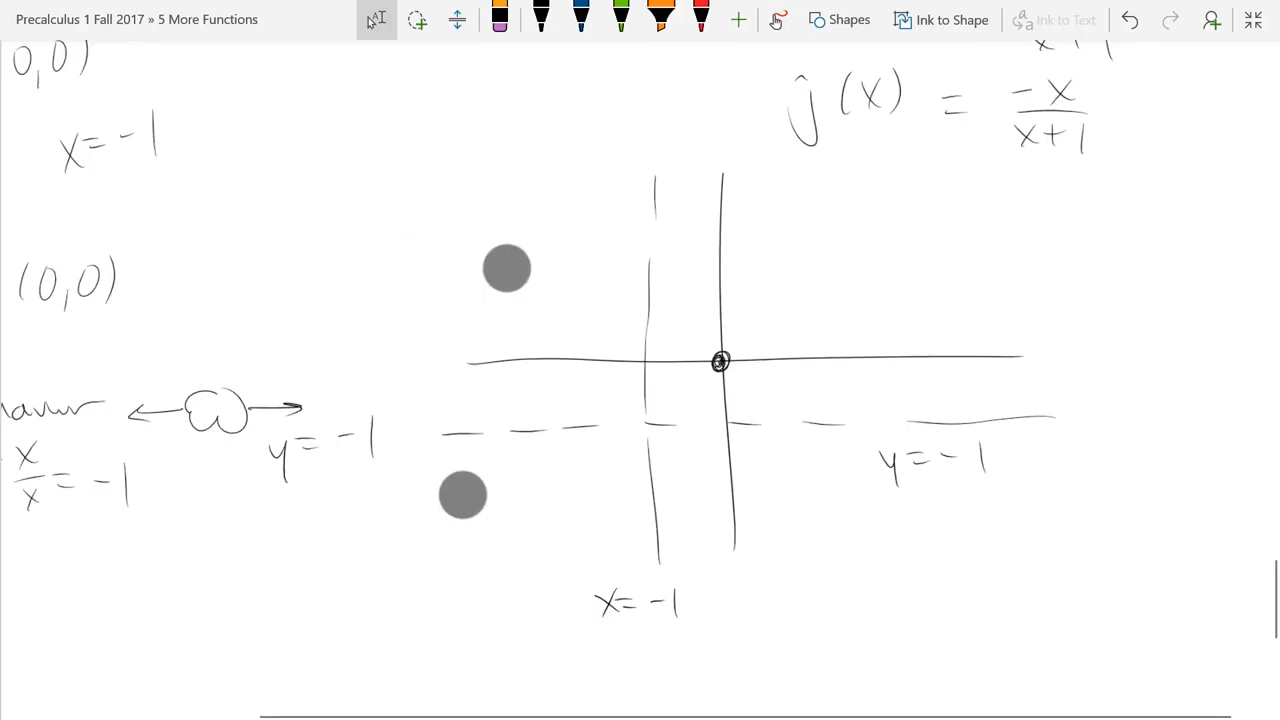 Precalculus 1 Fall 2017 » 5 More Functions
Shapes
Ink to Shape
Ink to Text
0,0)
x+1
j(x) = -x/x+1
x=-1
(0,0)
y=-1
x/x = -1
y=-1
x=-1